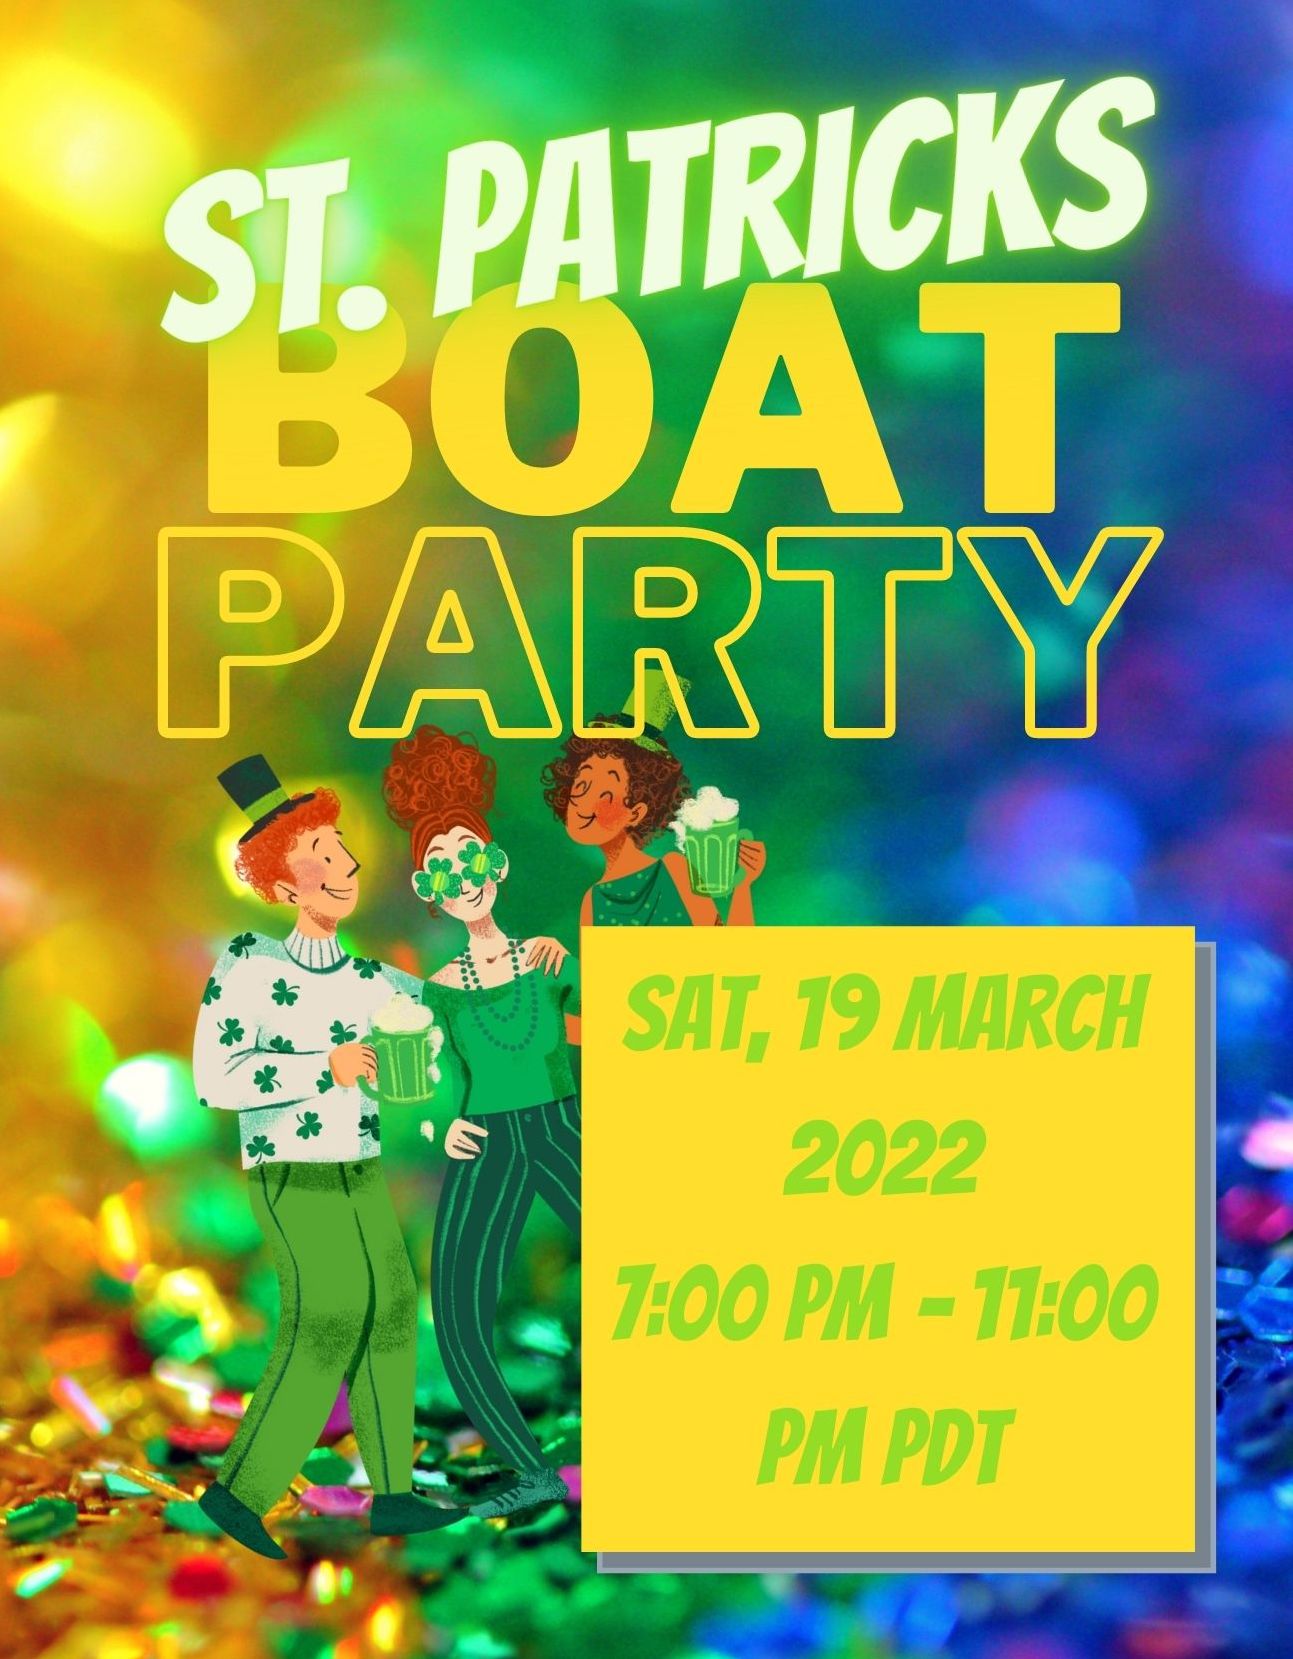 ST. PATRICKS
BOAT
PARTY
SAT, 19 MARCH
2022
7:00 PM - 11:00
PM PDT